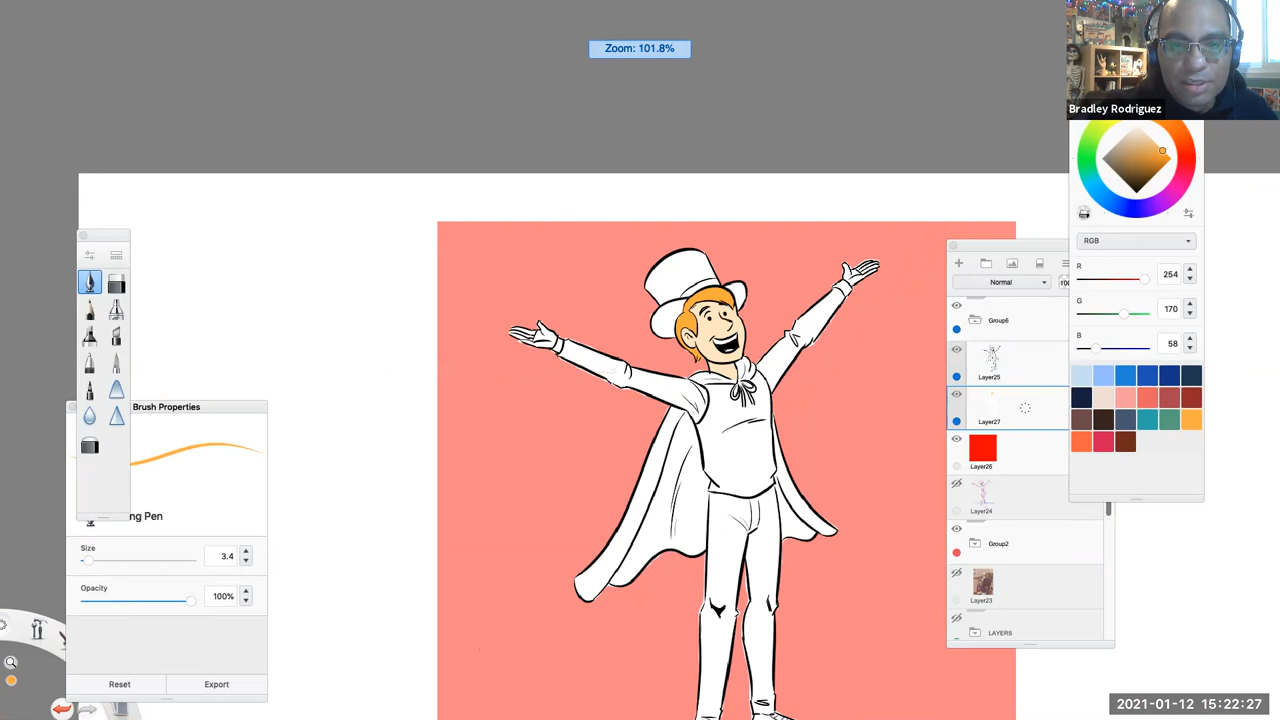 Zoom: 101.8%
Bradley Rodriguez
RGB
R
254
G
170
B
58
Normal
100
Group6
Layer25
Layer27
Layer26
Layer24
Group2
Layer23
LAYERS
Brush Properties
ng Pen
Size
3.4
Opacity
100%
Reset
Export
2021-01-12 15:22:27